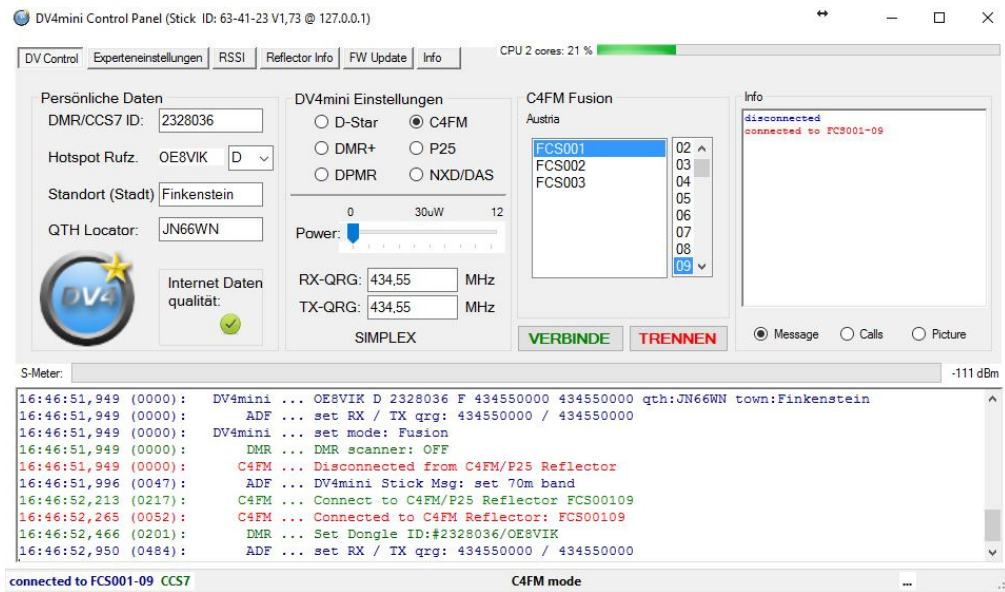 DV4mini Control Panel (Stick ID: 63-41-23 V1,73 @ 127.0.0.1)
DV Control Experteneinstellungen RSSI Reflector Info FW Update Info CPU 2 cores: 21 %
Persönliche Daten
DMR/CCS7 ID: 2328036
Hotspot Rufz. OE8VIK D
Standort (Stadt) Finkenstein
QTH Locator: JN66WN
DV4
Internet Daten
qualität:
DV4mini Einstellungen
D-Star C4FM
DMR+ P25
DPMR NXD/DAS
0 30uW 12
Power:
RX-QRG: 434,55 MHz
TX-QRG: 434,55 MHz
SIMPLEX
C4FM Fusion
Austria
FCS001
FCS002
FCS003
02
03
04
05
06
07
08
09
VERBINDE TRENNEN
Info
disconnected
connected to FCS001-09
Message Calls Picture
S-Meter: -111 dBm
16:46:51,949 (0000): DV4mini ... OE8VIK D 2328036 F 434550000 434550000 qth:JN66WN town:Finkenstein
16:46:51,949 (0000): ADF ... set RX / TX qrg: 434550000 / 434550000
16:46:51,949 (0000): DV4mini ... set mode: Fusion
16:46:51,949 (0000): DMR ... DMR scanner: OFF
16:46:51,949 (0000): C4FM ... Disconnected from C4FM/P25 Reflector
16:46:51,996 (0047): ADF ... DV4mini Stick Msg: set 70m band
16:46:52,213 (0217): C4FM ... Connect to C4FM/P25 Reflector FCS00109
16:46:52,265 (0052): C4FM ... Connected to C4FM Reflector: FCS00109
16:46:52,466 (0201): DMR ... Set Dongle ID:#2328036/OE8VIK
16:46:52,950 (0484): ADF ... set RX / TX qrg: 434550000 / 434550000
connected to FCS001-09 CCS7 C4FM mode ...